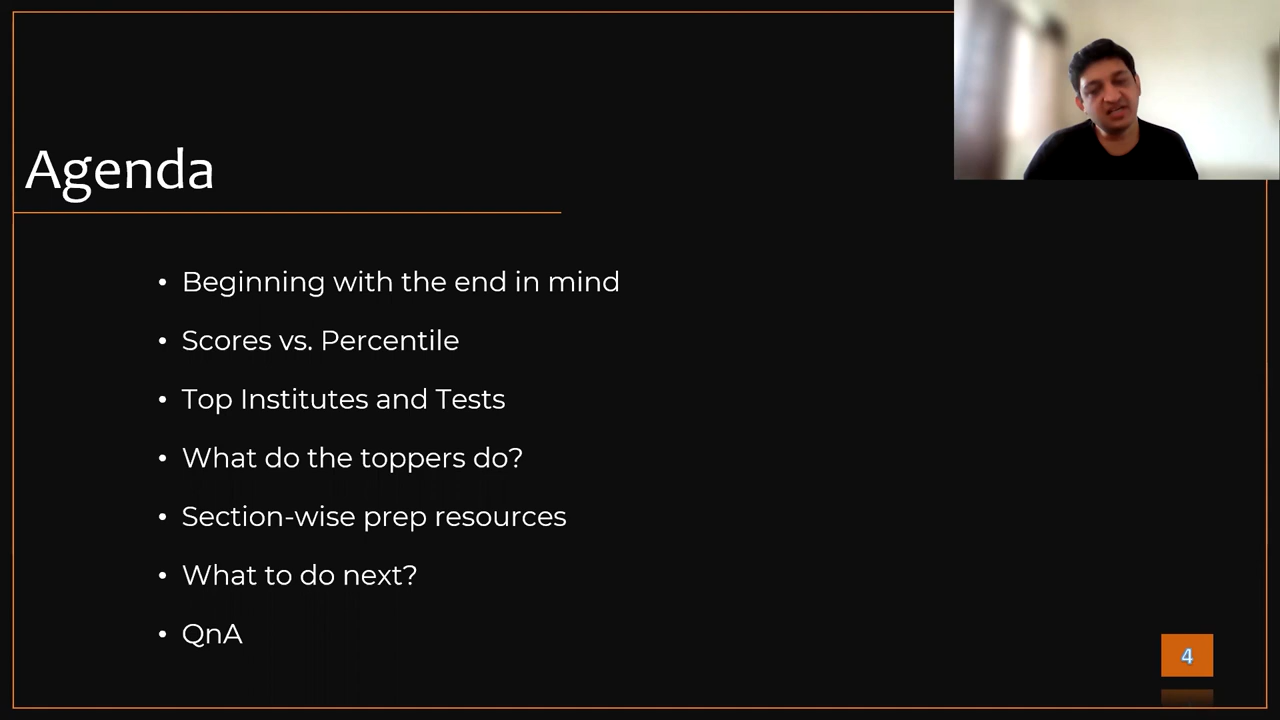 Agenda
• Beginning with the end in mind
• Scores vs. Percentile
• Top Institutes and Tests
• What do the toppers do?
• Section-wise prep resources
• What to do next?
• QnA
4